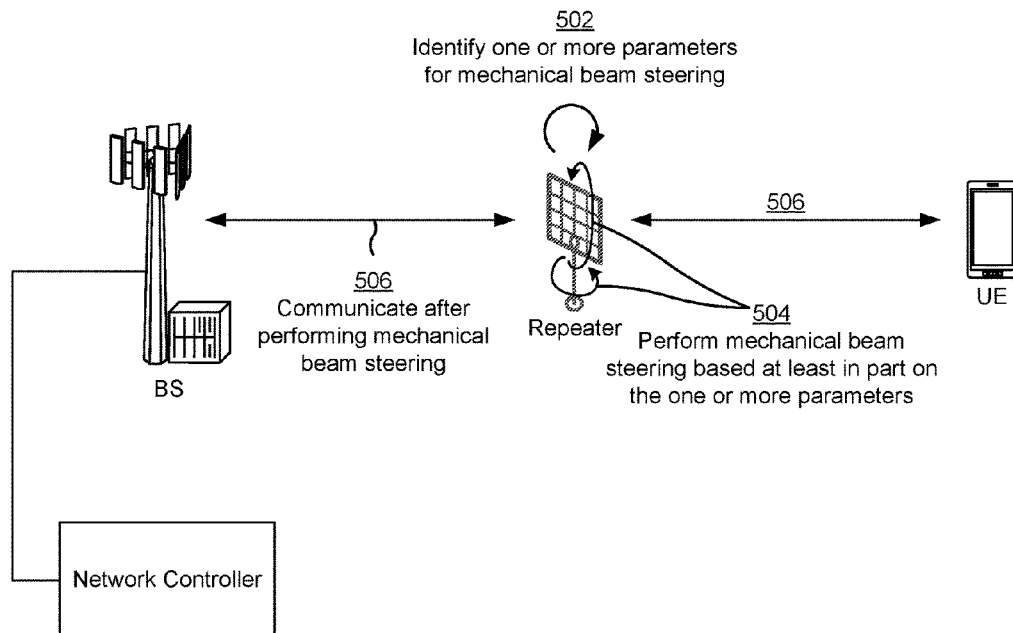 502
Identify one or more parameters
for mechanical beam steering
506
506
Communicate after
performing mechanical
beam steering
BS
Repeater
504
Perform mechanical beam
steering based at least in part on
the one or more parameters
UE
Network Controller